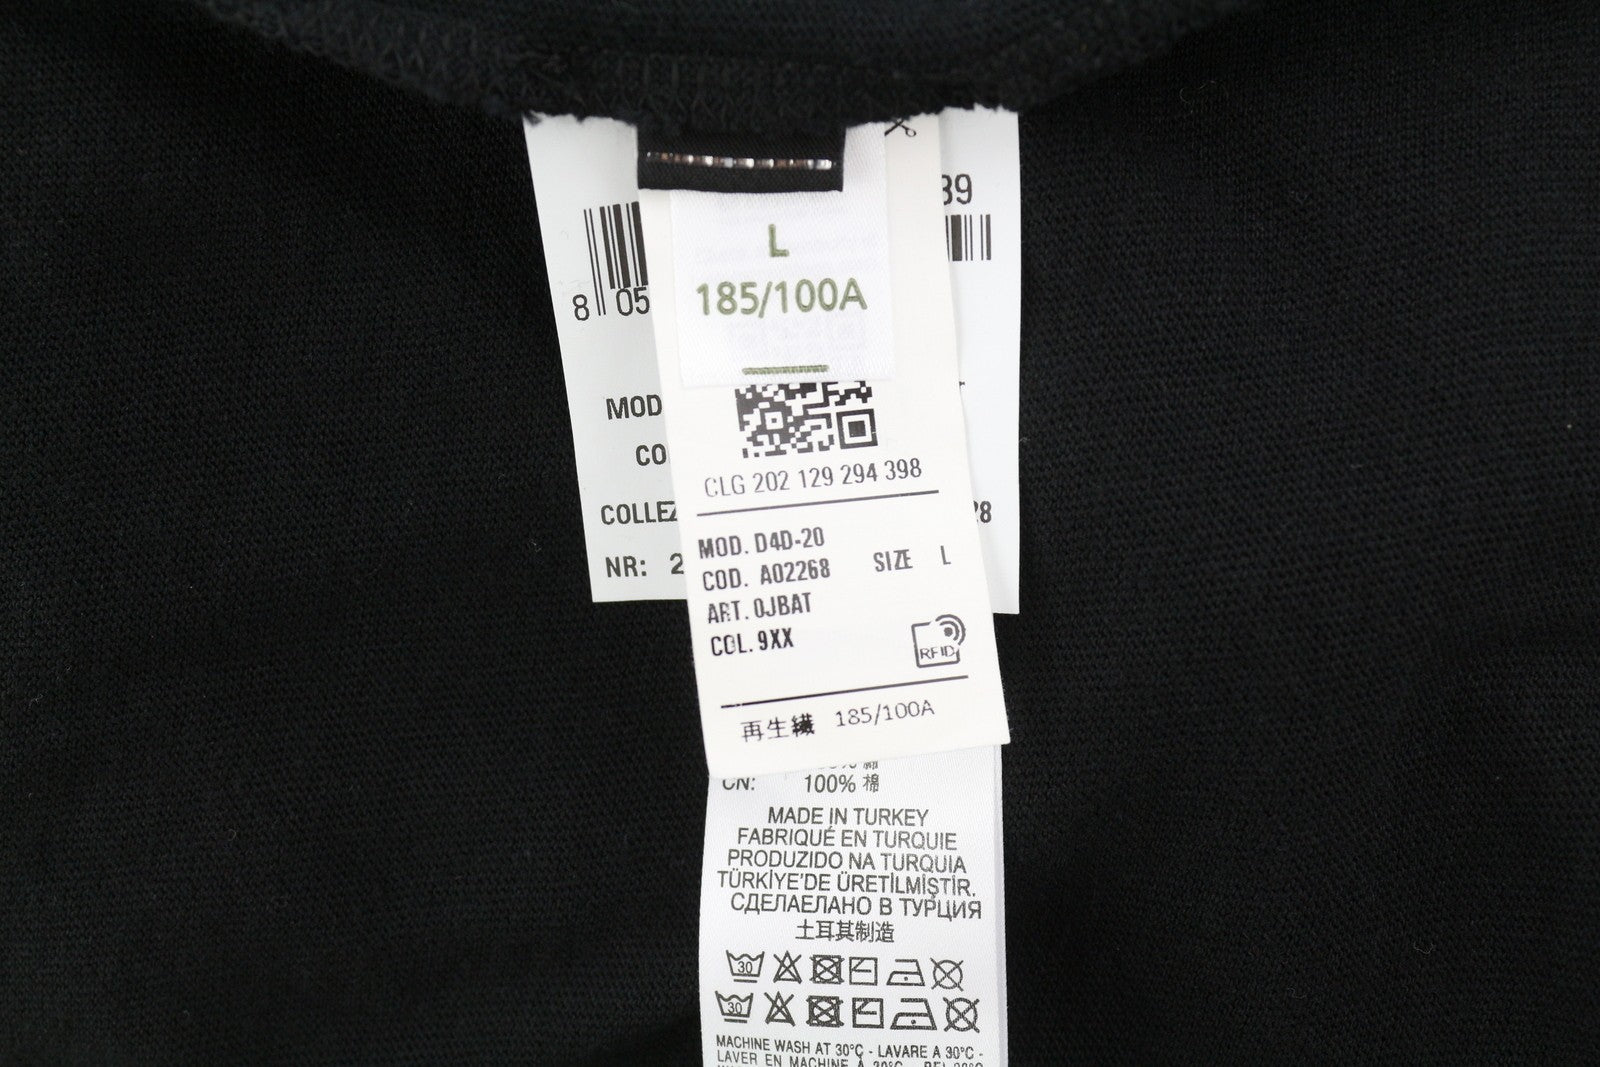 39
8 05
L
185/100A
MOD
CO
COLLEZ 28
NR: 2
CLG 202 129 294 398
MOD. D4D-20
COD. A02268 SIZE L
ART. 0JBAT
COL. 9XX
RFID
再生繊 185/100A
CN: 100% 棉
MADE IN TURKEY
FABRIQUÉ EN TURQUIE
PRODUZIDO NA TURQUIA
TÜRKİYE'DE ÜRETİLMİŞTİR.
СДЕЛАЕЛАНО В ТУРЦИЯ
土耳其制造
30
30
MACHINE WASH AT 30°C - LAVARE A 30°C -
LAVER EN MACHINE À 30°C